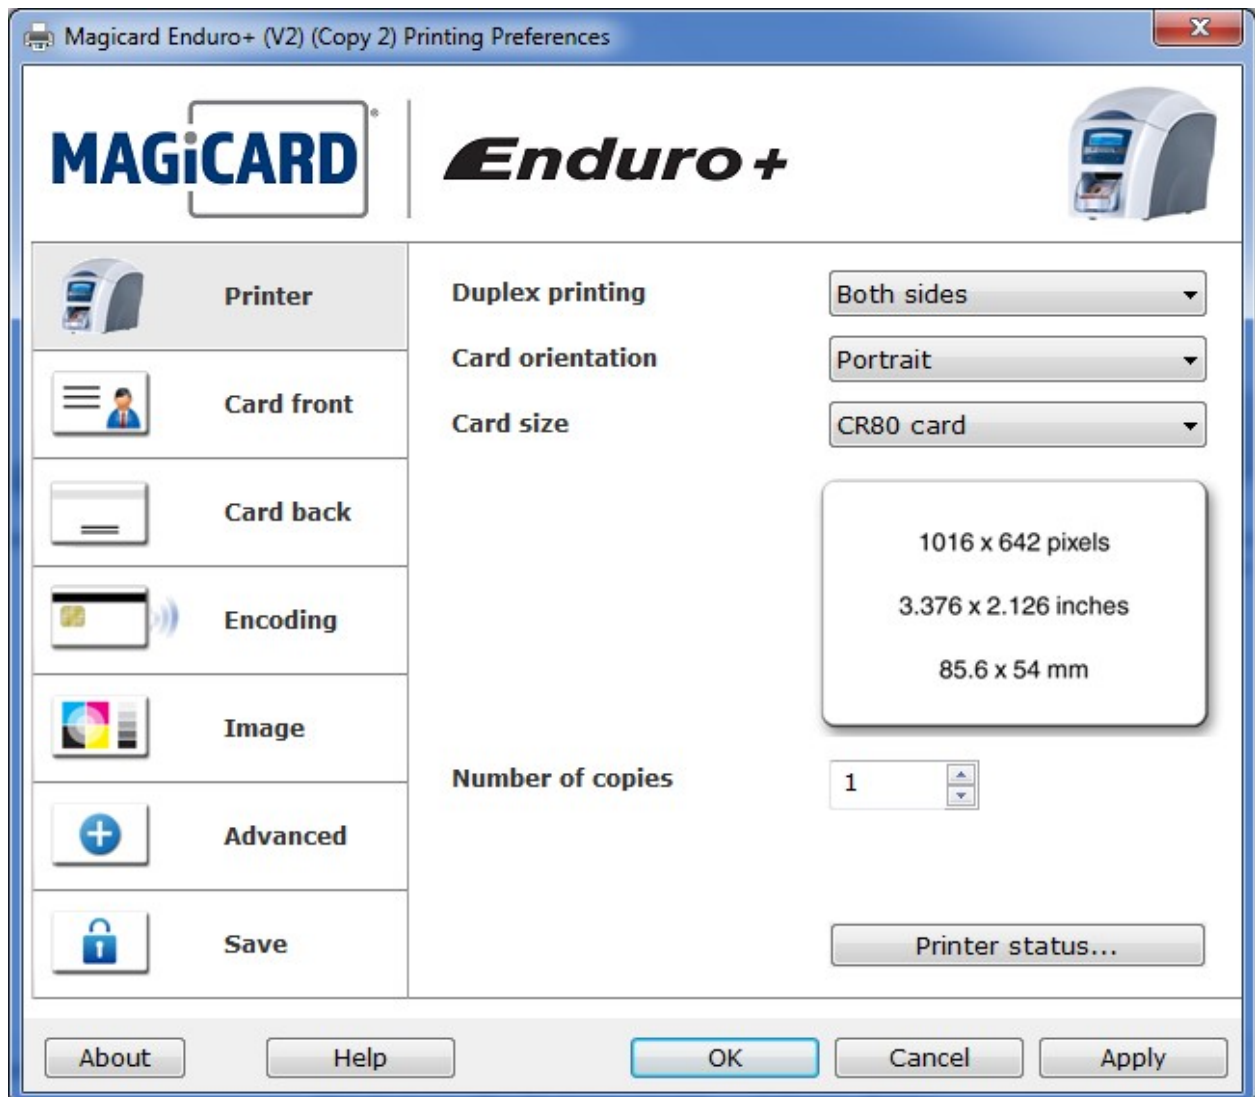 Magicard Enduro+ (V2) (Copy 2) Printing Preferences
MAGiCARD®
Enduro+
Printer
Duplex printing
Both sides
Card orientation
Portrait
Card front
Card size
CR80 card
Card back
1016 x 642 pixels
3.376 x 2.126 inches
85.6 x 54 mm
Encoding
Image
Number of copies
1
Advanced
Save
Printer status...
About
Help
OK
Cancel
Apply